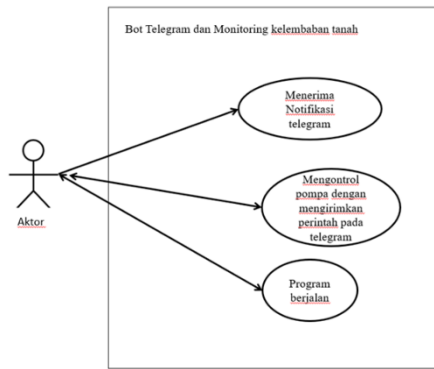 Bot Telegram dan Monitoring kelembaban tanah
Menerima
Notifikasi
telegram
Mengontrol
pompa dengan
mengirimkan
perintah pada
telegram
Aktor
Program
berjalan